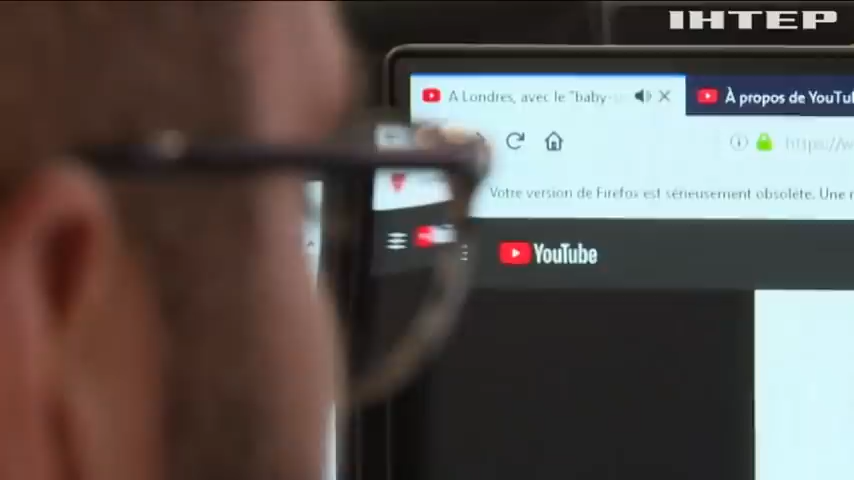 ІНТЕР
A Londres, avec le "baby-
À propos de YouTu
https://w
Votre version de Firefox est sérieusement obsolète. Une
YouTube